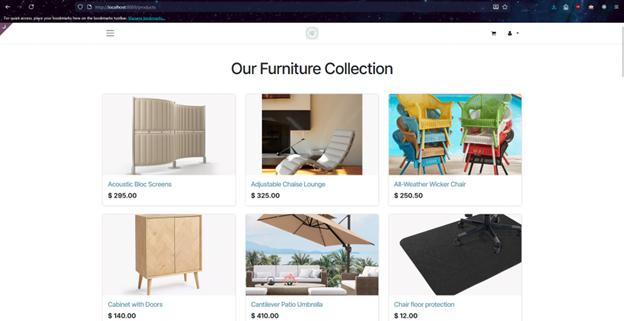 http://localhost:8069/products
For quick access, place your bookmarks here on the bookmarks toolbar. Manage bookmarks...
Our Furniture Collection
Acoustic Bloc Screens
$ 295.00
Adjustable Chaise Lounge
$ 325.00
All-Weather Wicker Chair
$ 250.50
Cabinet with Doors
$ 140.00
Cantilever Patio Umbrella
$ 410.00
Chair floor protection
$ 12.00